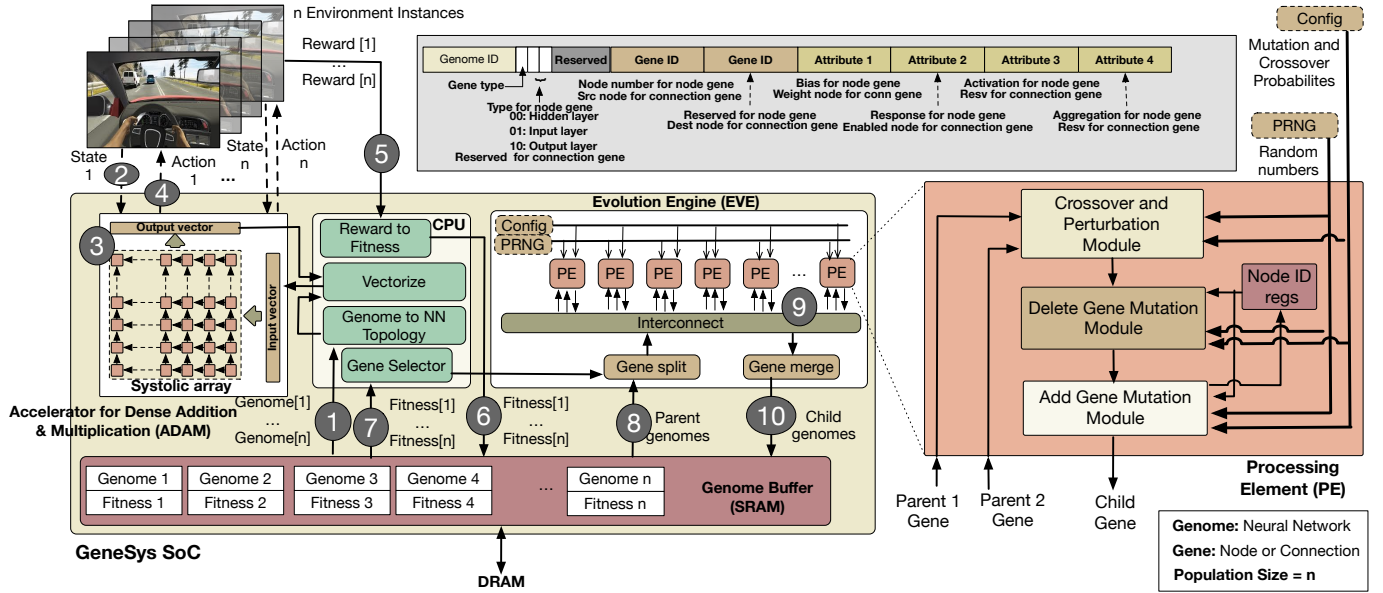 n Environment Instances
Reward [1]
...
Reward [n]
State
1
2
4
Action
1
...
State
n
Action
n
5
Genome ID
Reserved
Gene ID
Gene ID
Attribute 1
Attribute 2
Attribute 3
Attribute 4
Gene type
Type for node gene
00: Hidden layer
01: Input layer
10: Output layer
Reserved for connection gene
Node number for node gene
Src node for connection gene
Reserved for node gene
Dest node for connection gene
Bias for node gene
Weight node for conn gene
Response for node gene
Enabled node for connection gene
Activation for node gene
Resv for connection gene
Aggregation for node gene
Resv for connection gene
Config
Mutation and
Crossover
Probabilites
PRNG
Random
numbers
3
Output vector
Input vector
Systolic array
Accelerator for Dense Addition
& Multiplication (ADAM)
CPU
Reward to
Fitness
Vectorize
Genome to NN
Topology
Gene Selector
Evolution Engine (EVE)
Config
PRNG
PE
PE
PE
PE
PE
...
PE
9
Interconnect
Gene split
Gene merge
Genome[1]
...
Genome[n]
1
7
Fitness[1]
...
Fitness[n]
6
Fitness[1]
...
Fitness[n]
8
Parent
genomes
10
Child
genomes
Genome 1
Fitness 1
Genome 2
Fitness 2
Genome 3
Fitness 3
Genome 4
Fitness 4
...
Genome n
Fitness n
Genome Buffer
(SRAM)
GeneSys SoC
DRAM
Crossover and
Perturbation
Module
Node ID
regs
Delete Gene Mutation
Module
Add Gene Mutation
Module
Parent 1
Gene
Parent 2
Gene
Child
Gene
Processing
Element (PE)
Genome: Neural Network
Gene: Node or Connection
Population Size = n